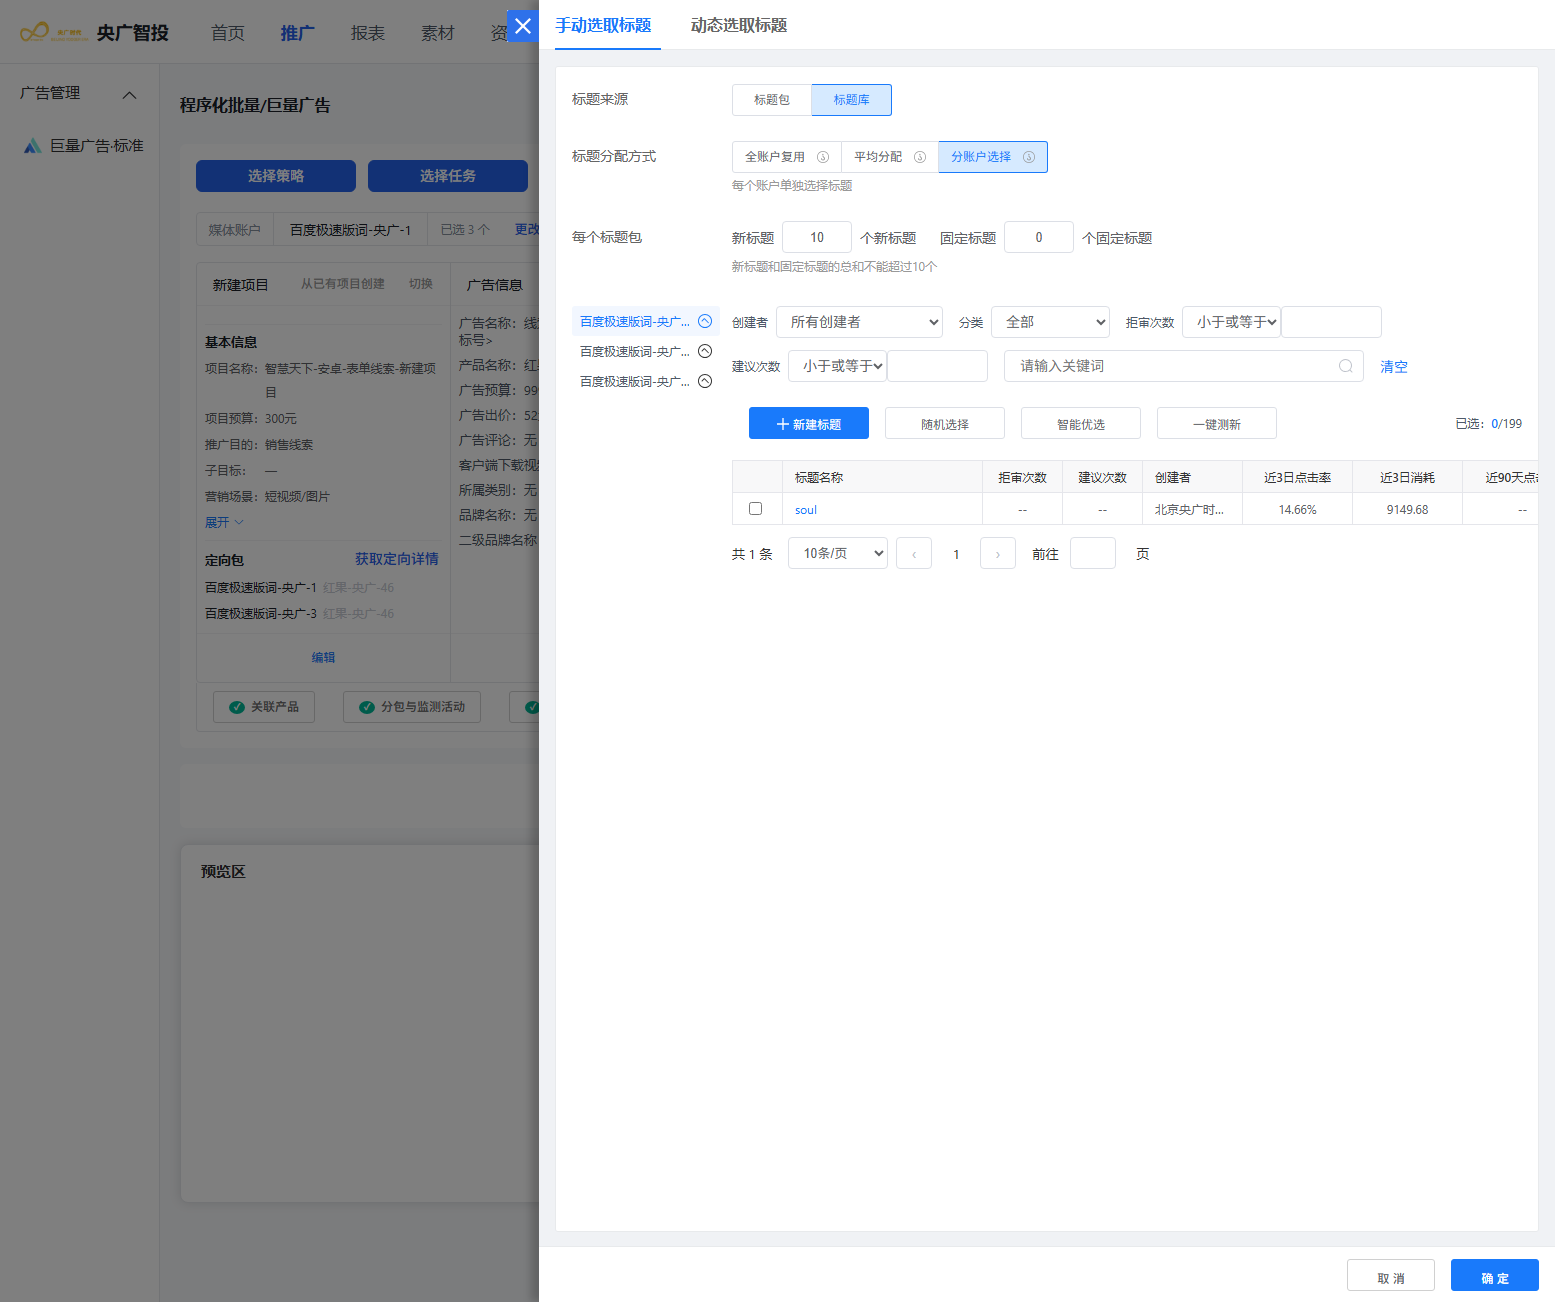 央广智投
首页
推广
报表
素材
手动选取标题
动态选取标题
广告管理
巨量广告·标准
程序化批量/巨量广告
选择策略
选择任务
媒体账户
百度极速版词-央广-1
已选 3 个
更改
新建项目
从已有项目创建
切换
广告信息
基本信息
项目名称：智慧天下-安卓-表单线索-新建项
目
项目预算：300元
推广目的：销售线索
子目标： —
营销场景：短视频/图片
展开
定向包
获取定向详情
百度极速版词-央广-1 红果-央广-46
百度极速版词-央广-3 红果-央广-46
编辑
标号>
广告评论：无
所属类别：无
品牌名称：无
二级品牌名称
关联产品
分包与监测活动
预览区
标题来源
标题包
标题库
标题分配方式
全账户复用
平均分配
分账户选择
每个账户单独选择标题
每个标题包
新标题 10 个新标题 固定标题 0 个固定标题
新标题和固定标题的总和不能超过10个
百度极速版词-央广...
百度极速版词-央广...
百度极速版词-央广...
创建者 所有创建者 分类 全部 拒审次数 小于或等于
建议次数 小于或等于 请输入关键词 清空
新建标题
随机选择
智能优选
一键测新
已选：0/199
标题名称 拒审次数 建议次数 创建者 近3日点击率 近3日消耗 近90天点
soul -- -- 北京央广时... 14.66% 9149.68 --
共 1 条 10条/页 ‹ 1 › 前往 页
取 消
确 定